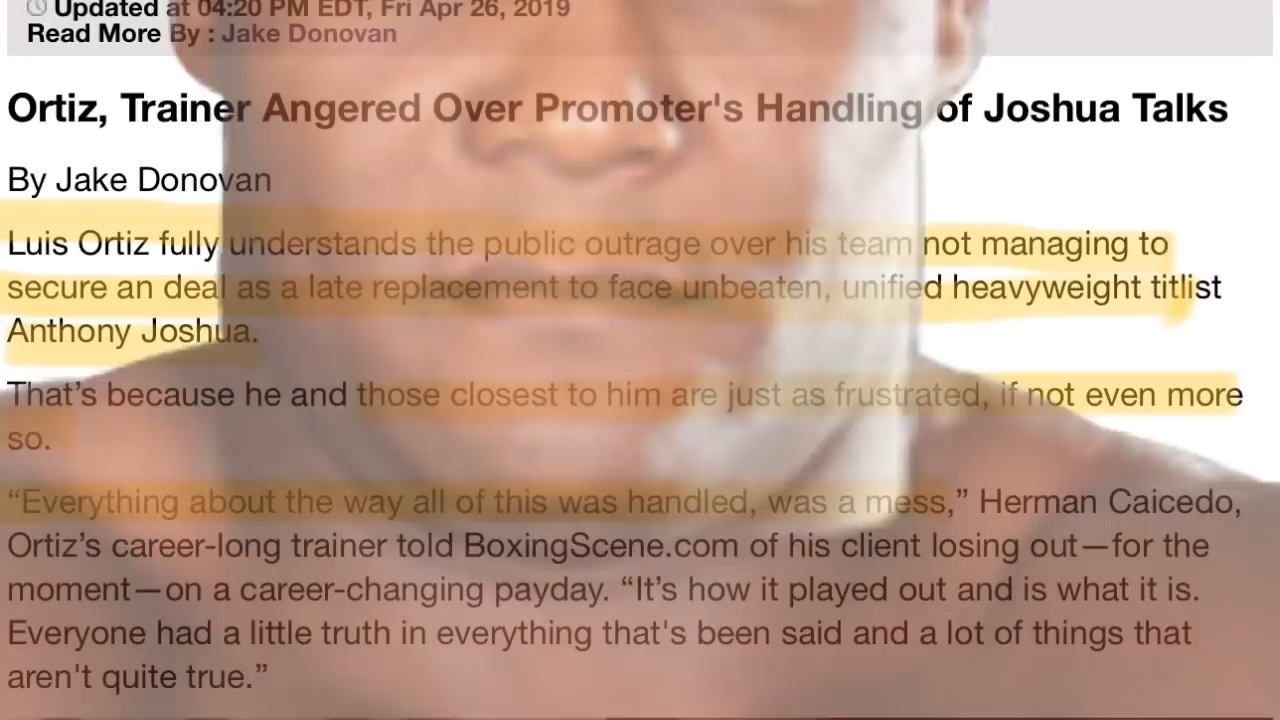 Updated at 04:20 PM EDT, Fri Apr 26, 2019
Read More By : Jake Donovan
Ortiz, Trainer Angered Over Promoter's Handling of Joshua Talks
By Jake Donovan
Luis Ortiz fully understands the public outrage over his team not managing to
secure an deal as a late replacement to face unbeaten, unified heavyweight titlist
Anthony Joshua.
That’s because he and those closest to him are just as frustrated, if not even more
so.
“Everything about the way all of this was handled, was a mess,” Herman Caicedo,
Ortiz’s career-long trainer told BoxingScene.com of his client losing out—for the
moment—on a career-changing payday. “It’s how it played out and is what it is.
Everyone had a little truth in everything that's been said and a lot of things that
aren't quite true.”